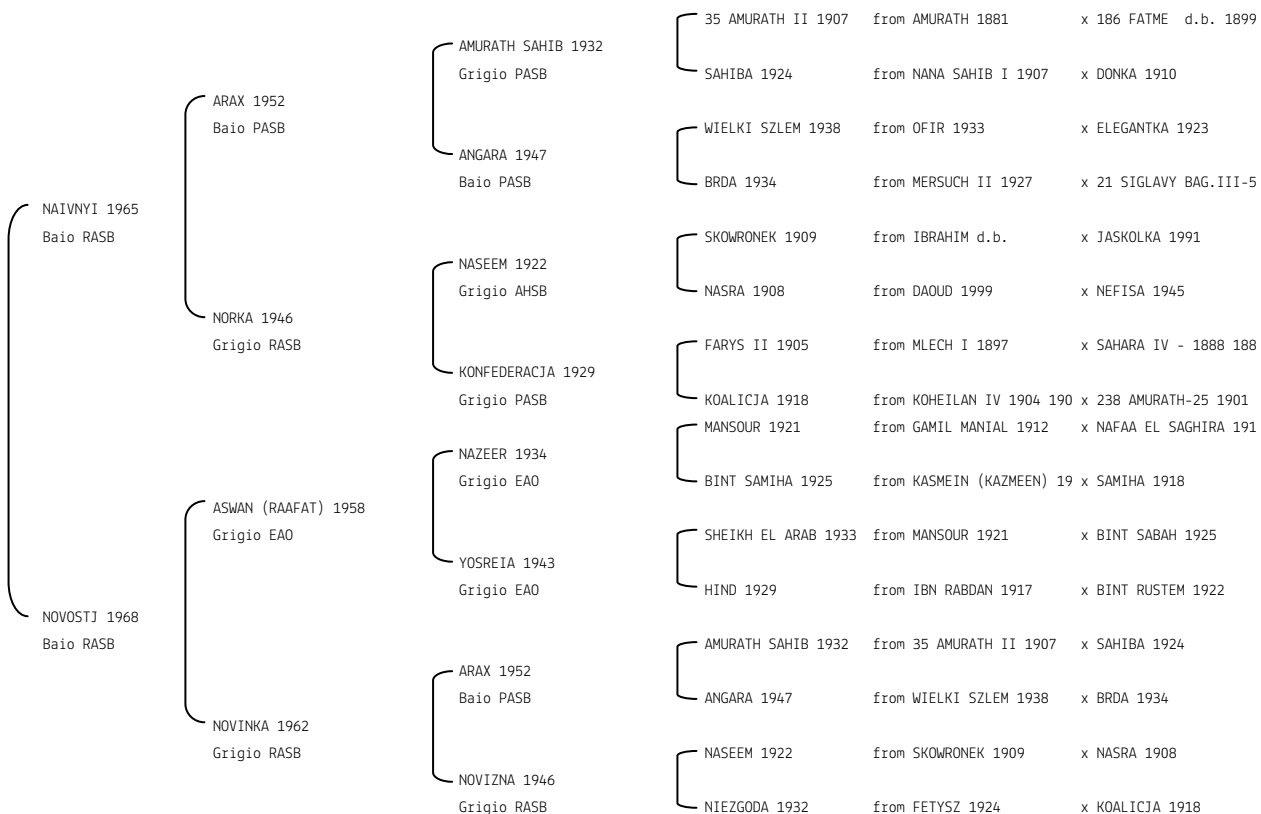 35 AMURATH II 1907 from AMURATH 1881 x 186 FATME d.b. 1899
AMURATH SAHIB 1932
Grigio PASB SAHIBA 1924 from NANA SAHIB I 1907 x DONKA 1910
ARAX 1952
Baio PASB WIELKI SZLEM 1938 from OFIR 1933 x ELEGANTKA 1923
ANGARA 1947
Baio PASB BRDA 1934 from MERSUCH II 1927 x 21 SIGLAVY BAG.III-5
NAIVNYI 1965
Baio RASB SKOWRONEK 1909 from IBRAHIM d.b. x JASKOLKA 1991
NASEEM 1922
Grigio AHSB NASRA 1908 from DAOUD 1999 x NEFISA 1945
NORKA 1946
Grigio RASB FARYS II 1905 from MLECH I 1897 x SAHARA IV - 1888 188
KONFEDERACJA 1929
Grigio PASB KOALICJA 1918 from KOHEILAN IV 1904 190 x 238 AMURATH-25 1901
MANSOUR 1921 from GAMIL MANIAL 1912 x NAFAA EL SAGHIRA 191
NAZEER 1934
Grigio EAO BINT SAMIHA 1925 from KASMEIN (KAZMEEN) 19 x SAMIHA 1918
ASWAN (RAAFAT) 1958
Grigio EAO SHEIKH EL ARAB 1933 from MANSOUR 1921 x BINT SABAH 1925
YOSREIA 1943
Grigio EAO HIND 1929 from IBN RABDAN 1917 x BINT RUSTEM 1922
NOVOSTJ 1968
Baio RASB AMURATH SAHIB 1932 from 35 AMURATH II 1907 x SAHIBA 1924
ARAX 1952
Baio PASB ANGARA 1947 from WIELKI SZLEM 1938 x BRDA 1934
NOVINKA 1962
Grigio RASB NASEEM 1922 from SKOWRONEK 1909 x NASRA 1908
NOVIZNA 1946
Grigio RASB NIEZGODA 1932 from FETYSZ 1924 x KOALICJA 1918